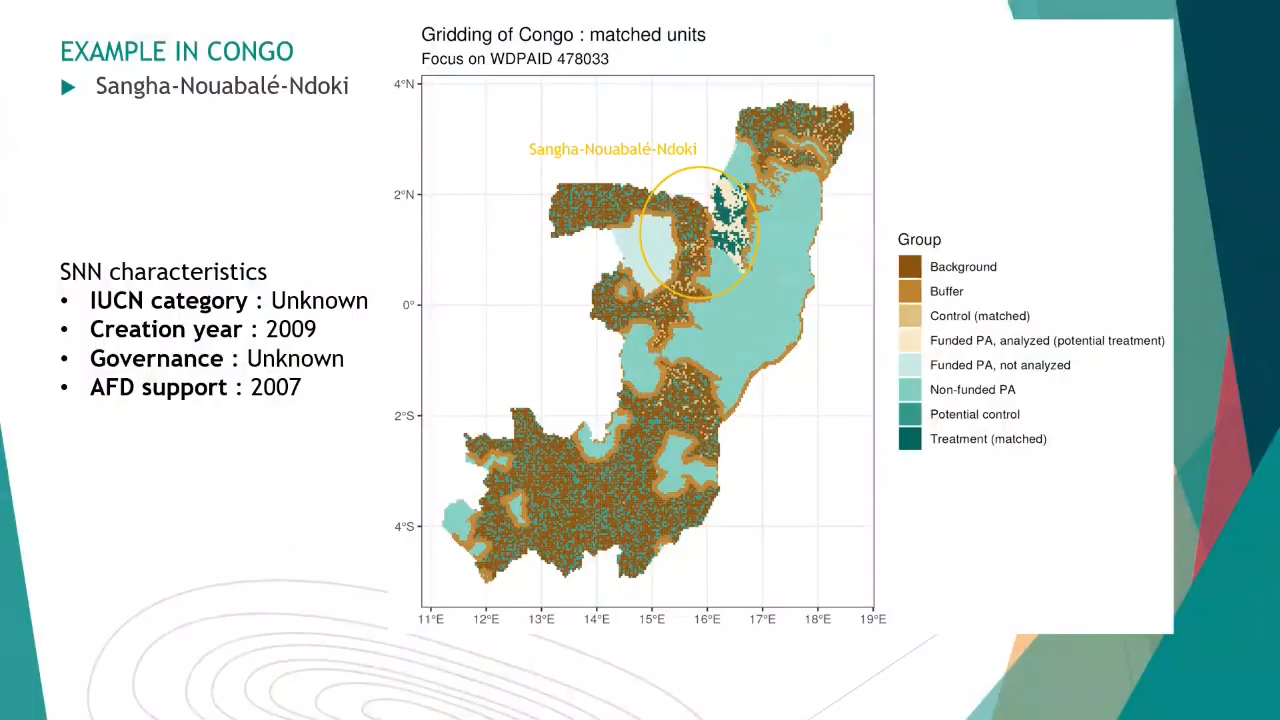 EXAMPLE IN CONGO
▶ Sangha-Nouabalé-Ndoki
SNN characteristics
• IUCN category : Unknown
• Creation year : 2009
• Governance : Unknown
• AFD support : 2007
Gridding of Congo : matched units
Focus on WDPAID 478033
4°N
2°N
0°
2°S
4°S
Sangha-Nouabalé-Ndoki
11°E 12°E 13°E 14°E 15°E 16°E 17°E 18°E 19°E
Group
Background
Buffer
Control (matched)
Funded PA, analyzed (potential treatment)
Funded PA, not analyzed
Non-funded PA
Potential control
Treatment (matched)